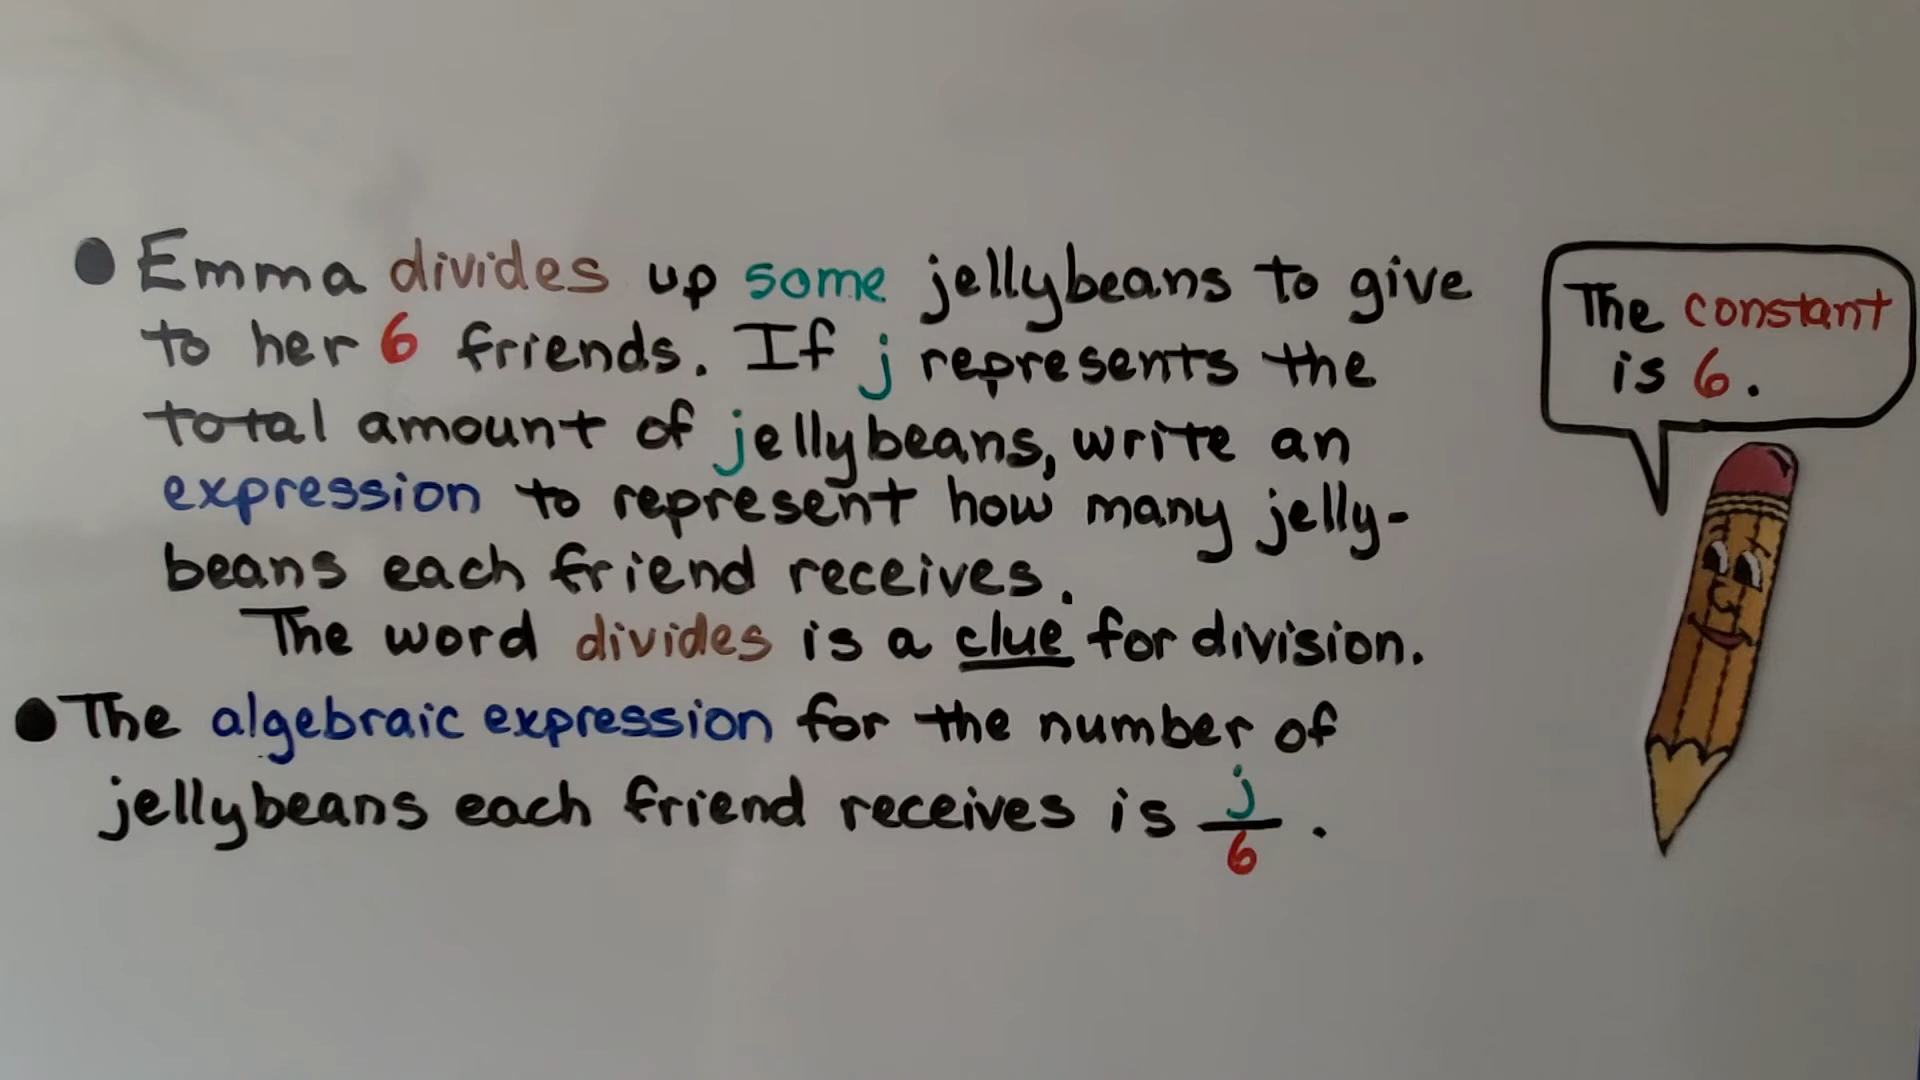 Emma divides up some jellybeans to give
to her 6 friends. If j represents the
total amount of jellybeans, write an
expression to represent how many jelly-
beans each friend receives.
The word divides is a clue for division.
The algebraic expression for the number of
jellybeans each friend receives is j/6.
The constant
is 6.